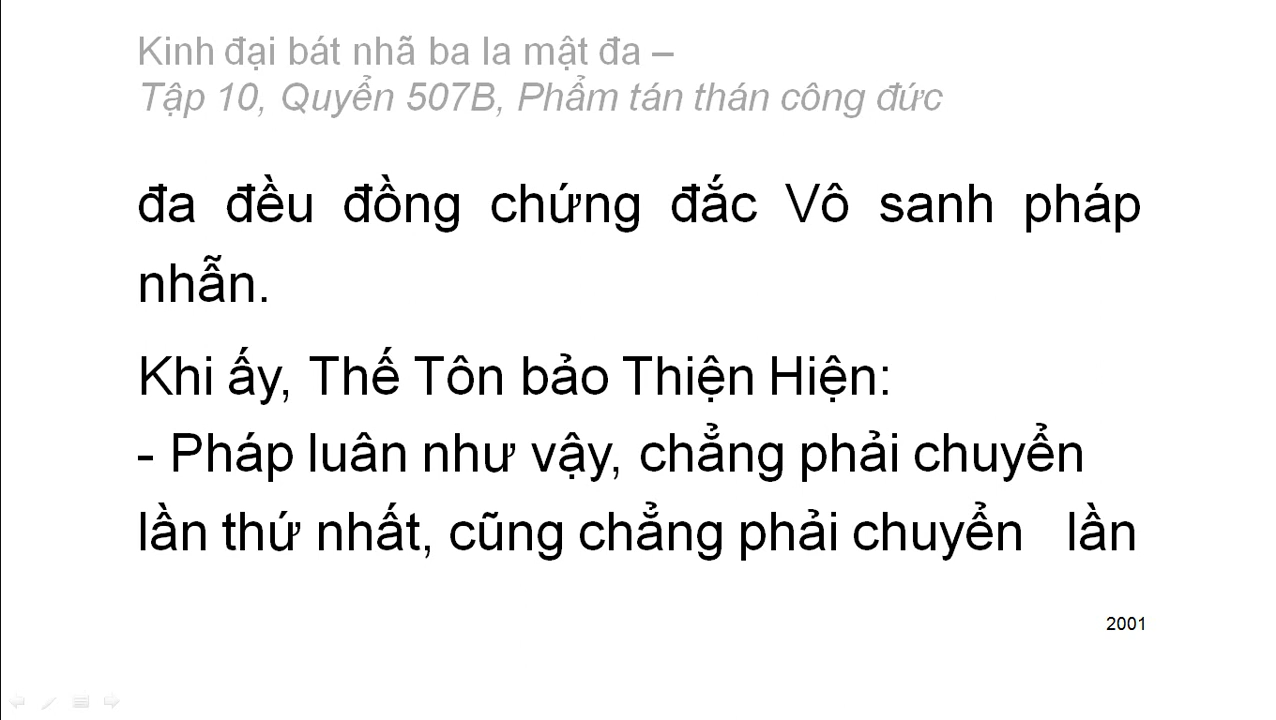 Kinh đại bát nhã ba la mật đa –
Tập 10, Quyển 507B, Phẩm tán thán công đức
đa đều đồng chứng đắc Vô sanh pháp
nhẫn.
Khi ấy, Thế Tôn bảo Thiện Hiện:
- Pháp luân như vậy, chẳng phải chuyển
lần thứ nhất, cũng chẳng phải chuyển lần
2001